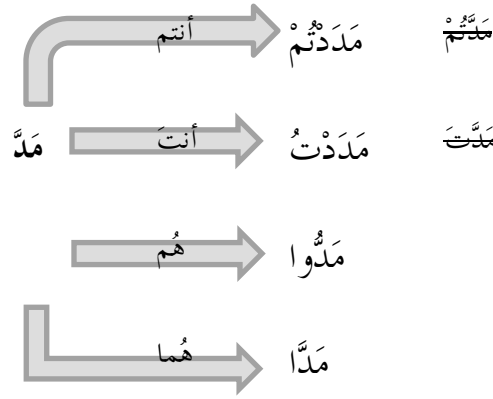 أنتم مَدَدْتُمْ مَدَّتُمْ
مَدَّ أنتَ مَدَدْتُ مَدَّتَ
هُم مَدُّوا
هُما مَدَّا